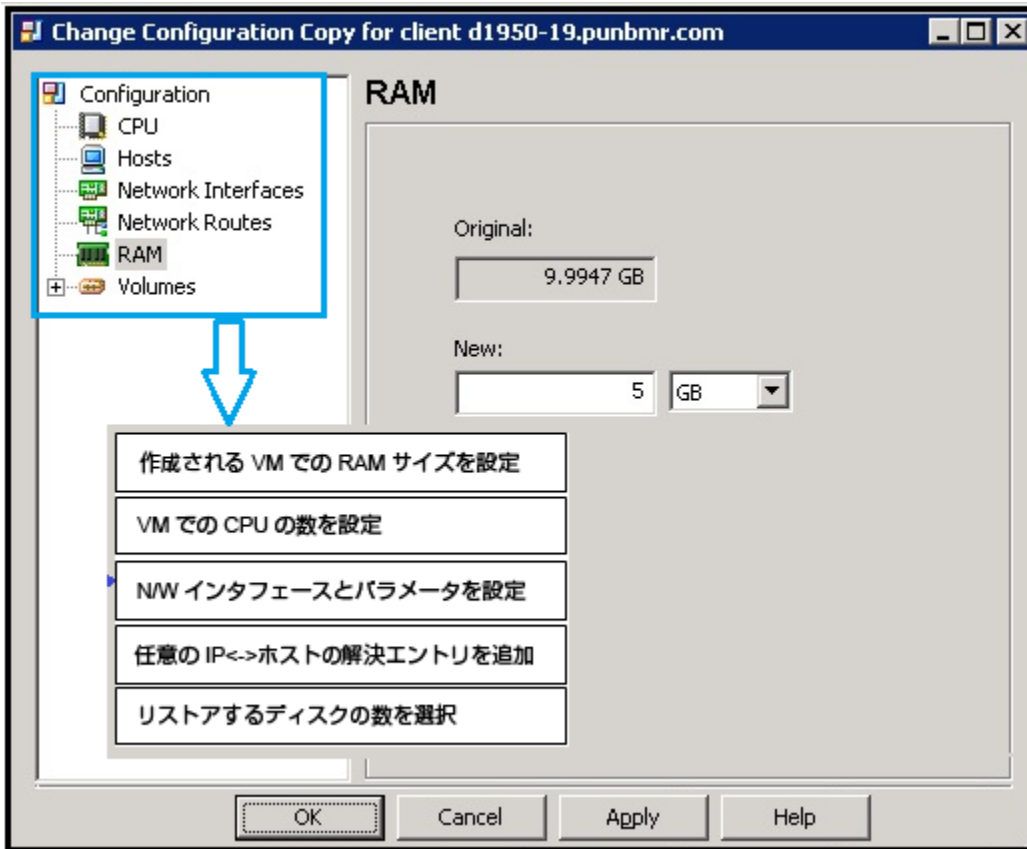 Change Configuration Copy for client d1950-19.punbmr.com
Configuration
CPU
Hosts
Network Interfaces
Network Routes
RAM
Volumes
RAM
Original:
9.9947 GB
New:
5 GB
作成される VM での RAM サイズを設定
VM での CPU の数を設定
N/W インタフェースとパラメータを設定
任意の IP<->ホストの解決エントリを追加
リストアするディスクの数を選択
OK Cancel Apply Help